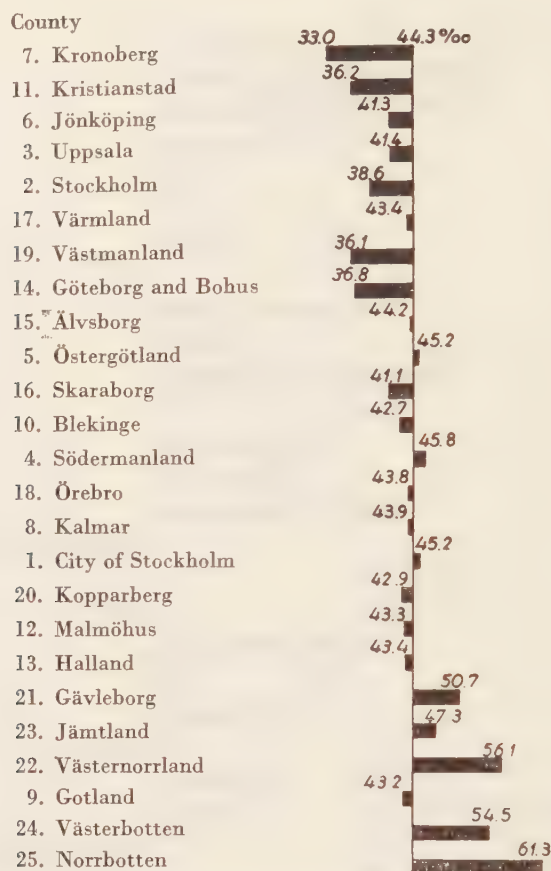 County
33.0 44.3‰
7. Kronoberg
36.2
11. Kristianstad
41.3
6. Jönköping
41.4
3. Uppsala
38.6
2. Stockholm
43.4
17. Värmland
36.1
19. Västmanland
36.8
14. Göteborg and Bohus
44.2
15. Älvsborg
45.2
5. Östergötland
41.1
16. Skaraborg
42.7
10. Blekinge
45.8
4. Södermanland
43.8
18. Örebro
43.9
8. Kalmar
45.2
1. City of Stockholm
42.9
20. Kopparberg
43.3
12. Malmöhus
43.4
13. Halland
50.7
21. Gävleborg
47.3
23. Jämtland
56.1
22. Västernorrland
43.2
9. Gotland
54.5
24. Västerbotten
61.3
25. Norrbotten